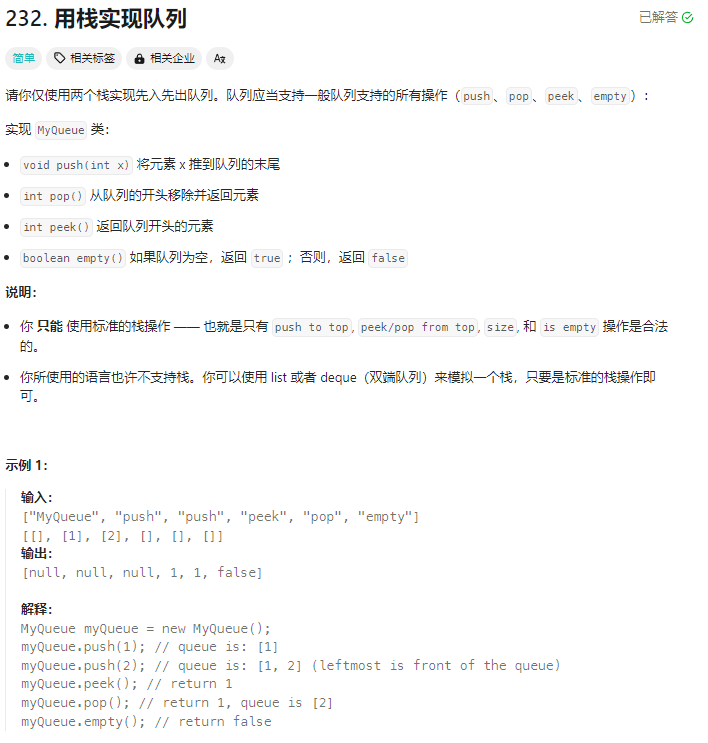 232. 用栈实现队列
已解答
简单 相关标签 相关企业 Aあ
请你仅使用两个栈实现先入先出队列。队列应当支持一般队列支持的所有操作（push、pop、peek、empty）：
实现 MyQueue 类：
void push(int x) 将元素 x 推到队列的末尾
int pop() 从队列的开头移除并返回元素
int peek() 返回队列开头的元素
boolean empty() 如果队列为空，返回 true ；否则，返回 false
说明：
你 只能 使用标准的栈操作 —— 也就是只有 push to top, peek/pop from top, size, 和 is empty 操作是合法
的。
你所使用的语言也许不支持栈。你可以使用 list 或者 deque（双端队列）来模拟一个栈，只要是标准的栈操作即
可。
示例 1：
输入：
["MyQueue", "push", "push", "peek", "pop", "empty"]
[[], [1], [2], [], [], []]
输出：
[null, null, null, 1, 1, false]
解释：
MyQueue myQueue = new MyQueue();
myQueue.push(1); // queue is: [1]
myQueue.push(2); // queue is: [1, 2] (leftmost is front of the queue)
myQueue.peek(); // return 1
myQueue.pop(); // return 1, queue is [2]
myQueue.empty(); // return false